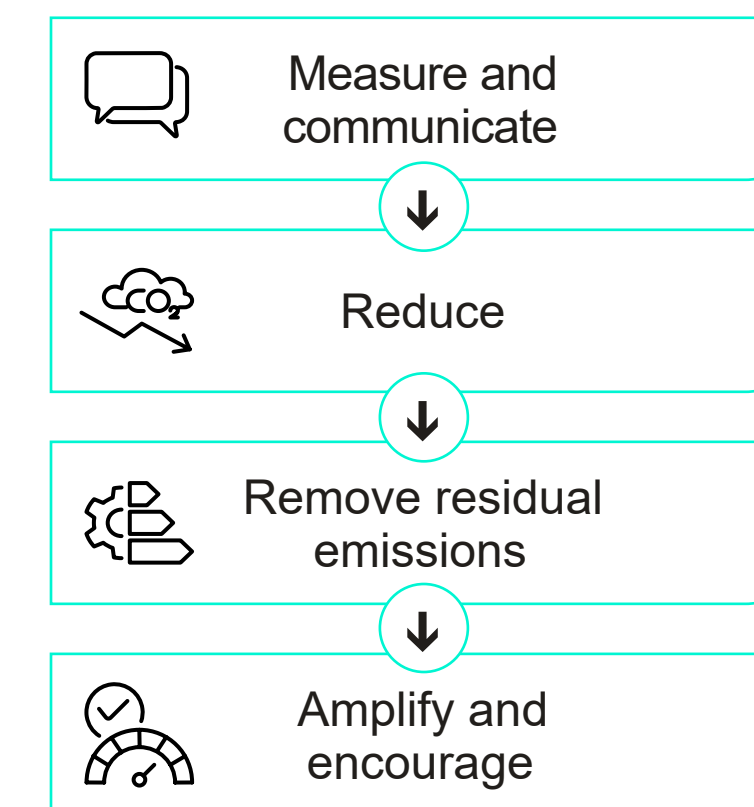 Measure and
communicate
CO2
Reduce
Remove residual
emissions
Amplify and
encourage